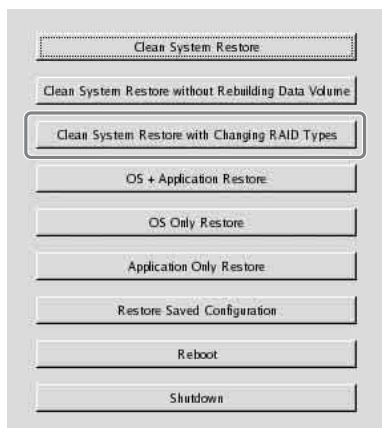 Clean System Restore
Clean System Restore without Rebuilding Data Volume
Clean System Restore with Changing RAID Types
OS + Application Restore
OS Only Restore
Application Only Restore
Restore Saved Configuration
Reboot
Shutdown